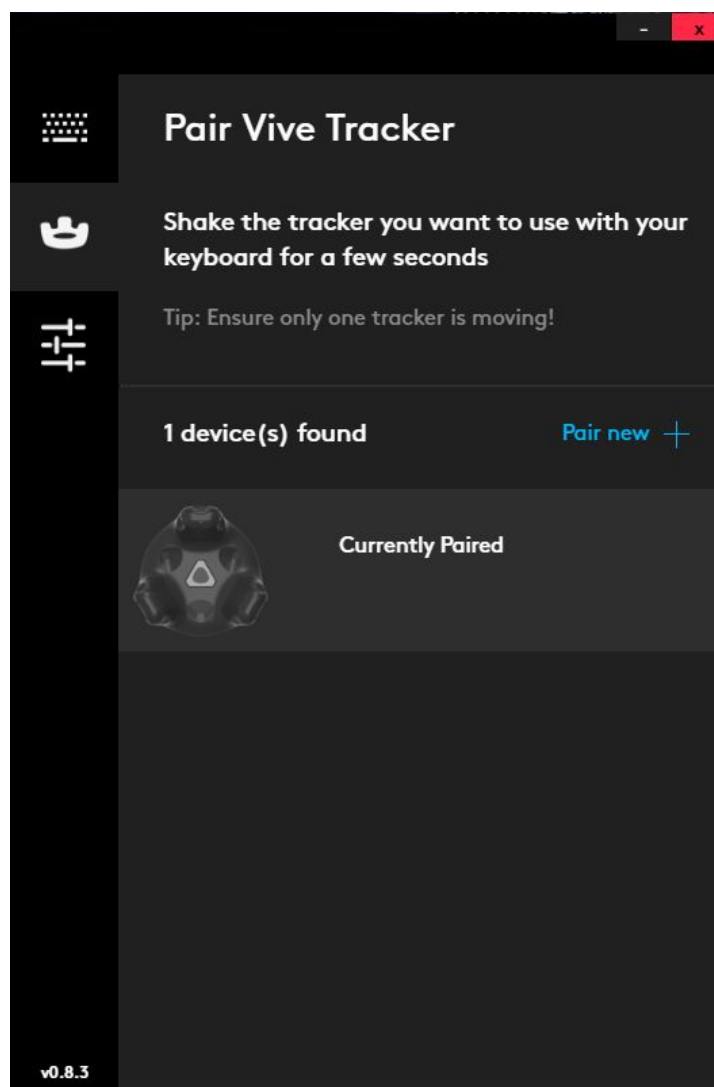 - x
Pair Vive Tracker
Shake the tracker you want to use with your
keyboard for a few seconds
Tip: Ensure only one tracker is moving!
1 device(s) found
Pair new +
Currently Paired
v0.8.3